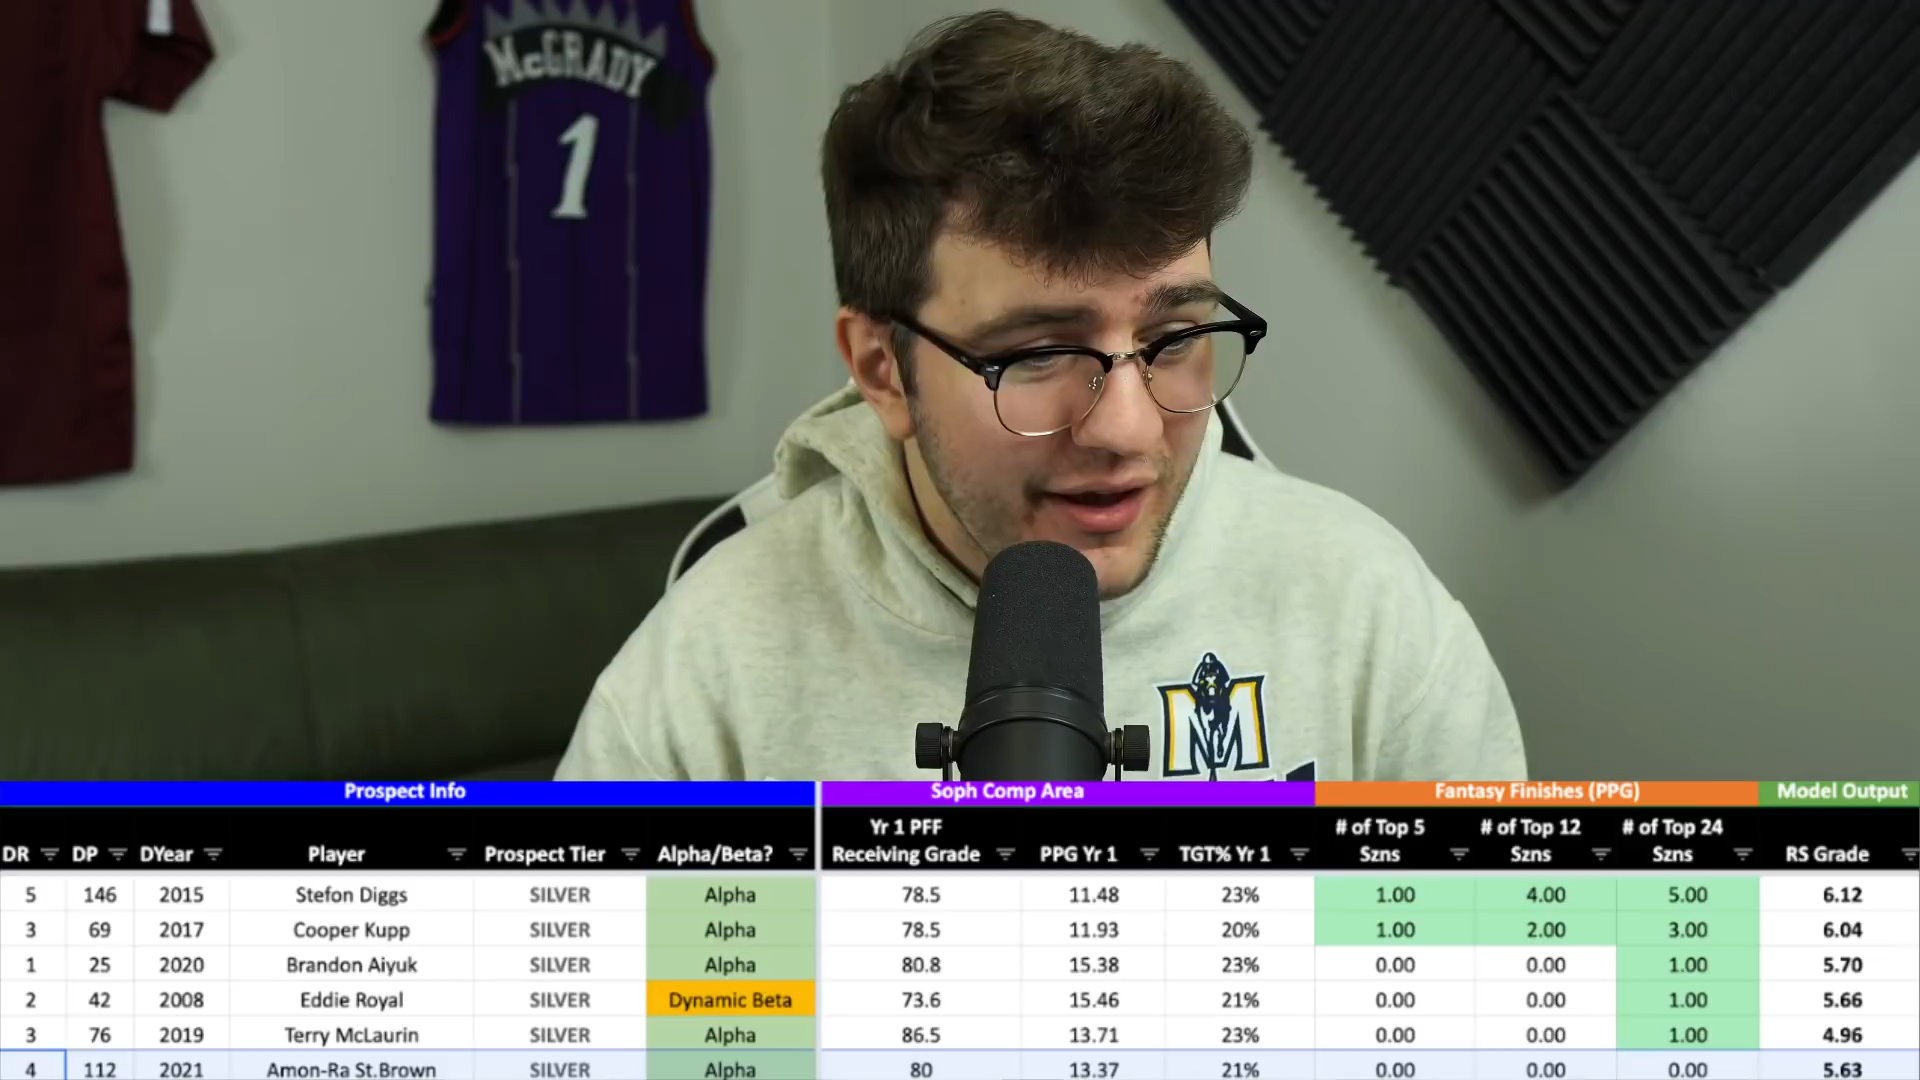 McGRADY
1
M
Prospect Info Soph Comp Area Fantasy Finishes (PPG) Model Output
DR DP DYear Player Prospect Tier Alpha/Beta? Yr 1 PFF Receiving Grade PPG Yr 1 TGT% Yr 1 # of Top 5 Szns # of Top 12 Szns # of Top 24 Szns RS Grade
5 146 2015 Stefon Diggs SILVER Alpha 78.5 11.48 23% 1.00 4.00 5.00 6.12
3 69 2017 Cooper Kupp SILVER Alpha 78.5 11.93 20% 1.00 2.00 3.00 6.04
1 25 2020 Brandon Aiyuk SILVER Alpha 80.8 15.38 23% 0.00 0.00 1.00 5.70
2 42 2008 Eddie Royal SILVER Dynamic Beta 73.6 15.46 21% 0.00 0.00 1.00 5.66
3 76 2019 Terry McLaurin SILVER Alpha 86.5 13.71 23% 0.00 0.00 1.00 4.96
4 112 2021 Amon-Ra St.Brown SILVER Alpha 80 13.37 21% 0.00 0.00 0.00 5.63